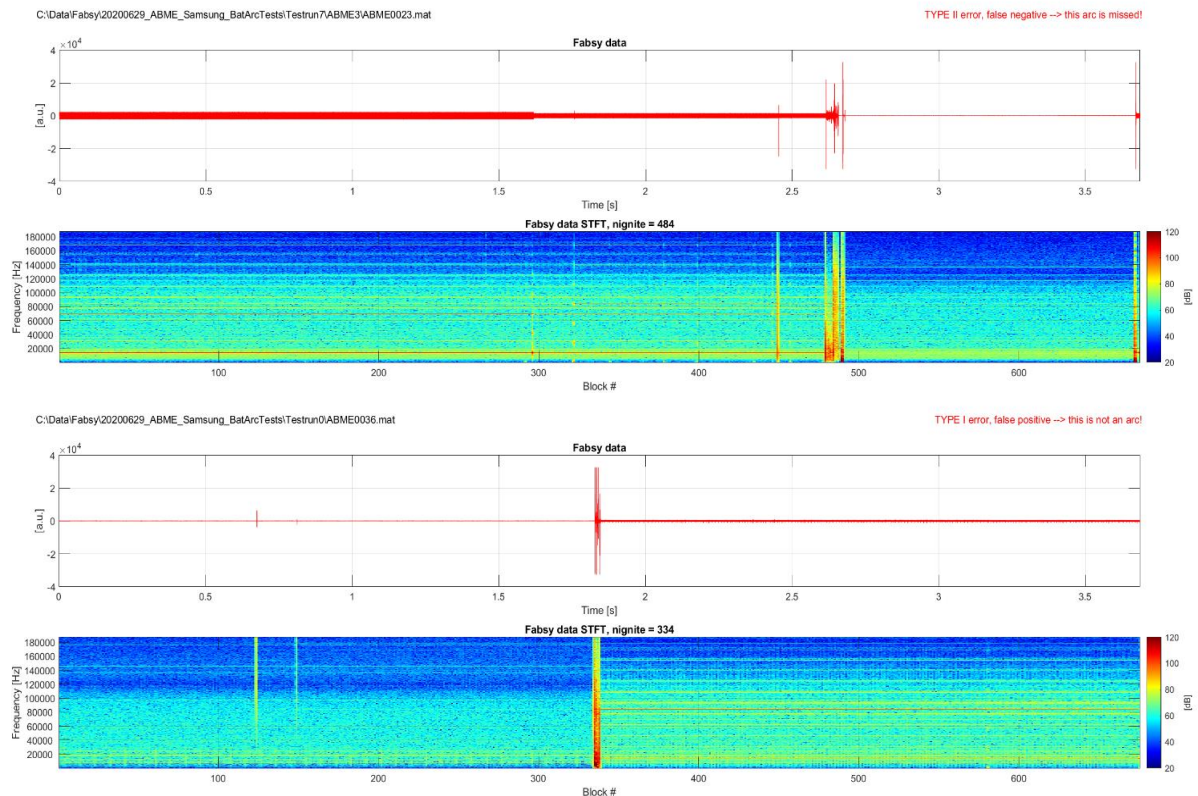 C:\Data\Fabsy\20200629_ABME_Samsung_BatArcTests\Testrun7\ABME3\ABME0023.mat
TYPE II error, false negative --> this arc is missed!
×10^4
Fabsy data
4
2
0
-2
-4
[a.u.]
0 0.5 1 1.5 2 2.5 3 3.5
Time [s]
Fabsy data STFT, nignite = 484
180000
160000
140000
120000
100000
80000
60000
40000
20000
Frequency [Hz]
100 200 300 400 500 600
Block #
120
100
80
60
40
20
[dB]
C:\Data\Fabsy\20200629_ABME_Samsung_BatArcTests\Testrun0\ABME0036.mat
TYPE I error, false positive --> this is not an arc!
×10^4
Fabsy data
4
2
0
-2
-4
[a.u.]
0 0.5 1 1.5 2 2.5 3 3.5
Time [s]
Fabsy data STFT, nignite = 334
180000
160000
140000
120000
100000
80000
60000
40000
20000
Frequency [Hz]
100 200 300 400 500 600
Block #
120
100
80
60
40
20
[dB]